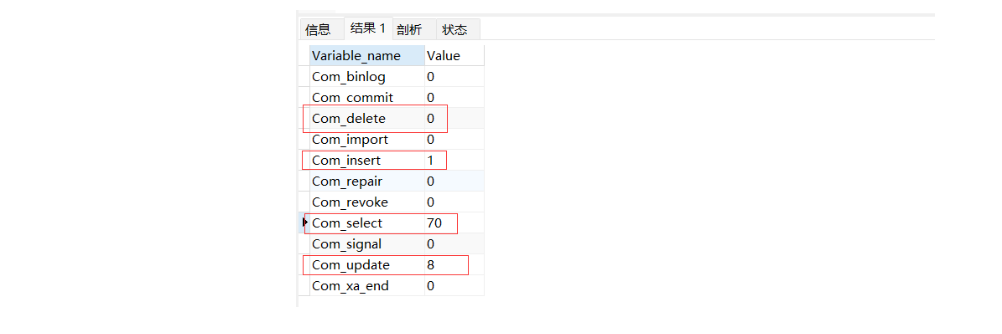 信息 结果 1 剖析 状态
Variable_name Value
Com_binlog 0
Com_commit 0
Com_delete 0
Com_import 0
Com_insert 1
Com_repair 0
Com_revoke 0
Com_select 70
Com_signal 0
Com_update 8
Com_xa_end 0